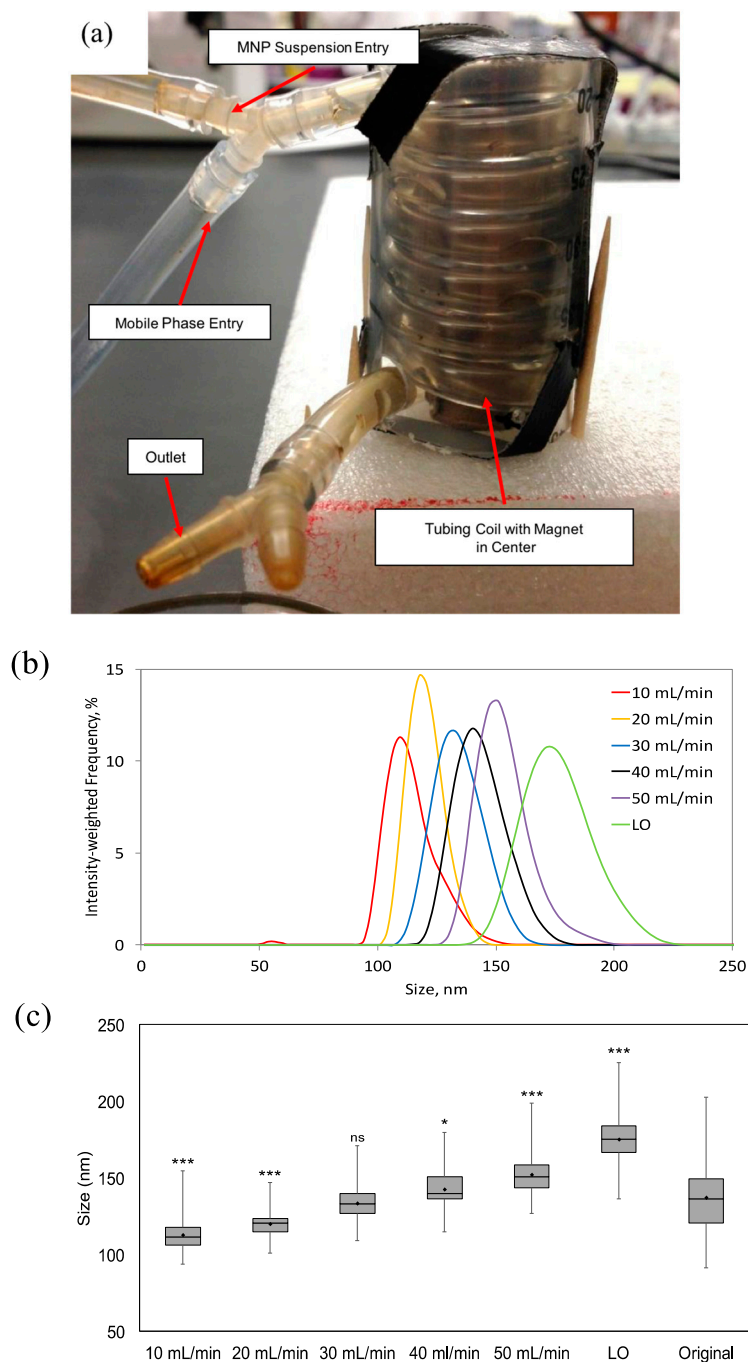 (a)
MNP Suspension Entry
20
25
30
Mobile Phase Entry
Outlet
Tubing Coil with Magnet
in Center
(b)
15
10
5
0
Intensity-weighted Frequency, %
10 mL/min
20 mL/min
30 mL/min
40 mL/min
50 mL/min
LO
0
50
100
150
200
250
Size, nm
(c)
250
200
150
100
50
Size (nm)
***
***
ns
*
***
***
10 mL/min
20 mL/min
30 mL/min
40 ml/min
50 mL/min
LO
Original